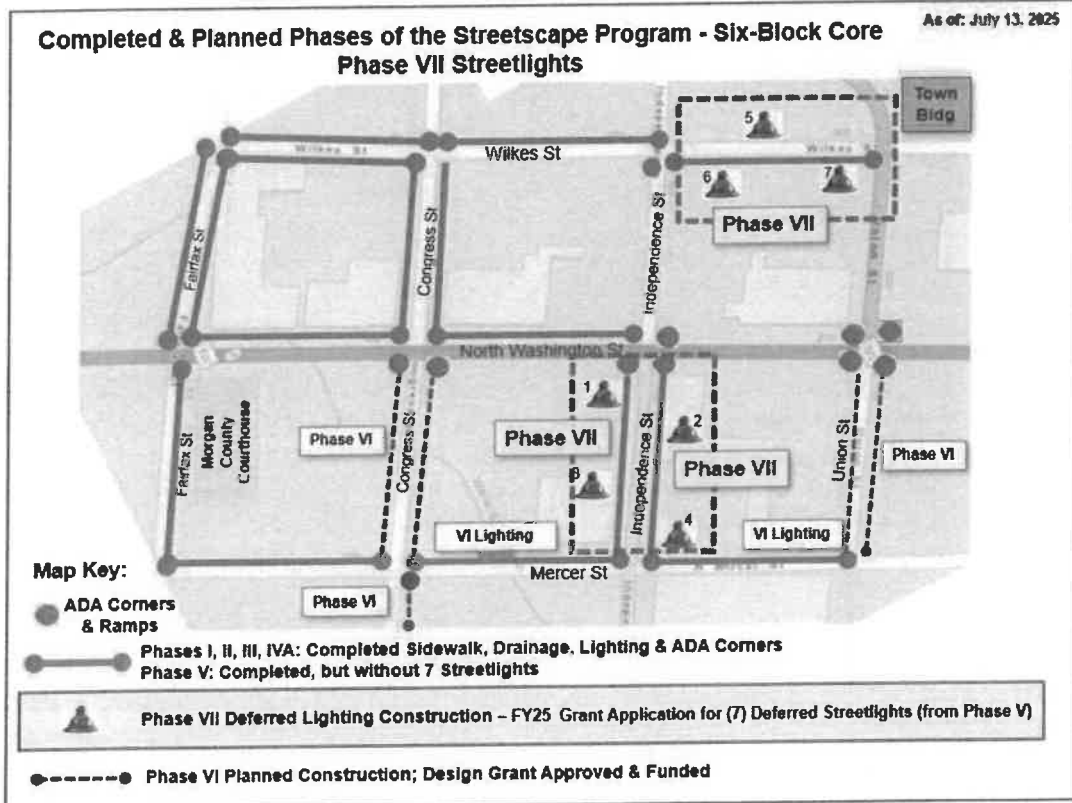 As of: July 13, 2025
Completed & Planned Phases of the Streetscape Program - Six-Block Core
Phase VII Streetlights
Town
Bldg
5
Wilkes St
Wilkes St
Wilkes St
6
7
Phase VII
Fairfax St
Congress St
Independence St
North Washington St
1
2
Fairfax St
Morgan
County
Courthouse
Phase VI
Congress St
Phase VII
Independence St
Phase VII
Union St
Phase VI
4
VI Lighting
VI Lighting
Mercer St
Map Key:
Phase VI
ADA Corners
& Ramps
Phases I, II, III, IVA: Completed Sidewalk, Drainage, Lighting & ADA Corners
Phase V: Completed, but without 7 Streetlights
Phase VII Deferred Lighting Construction – FY25 Grant Application for (7) Deferred Streetlights (from Phase V)
Phase VI Planned Construction; Design Grant Approved & Funded